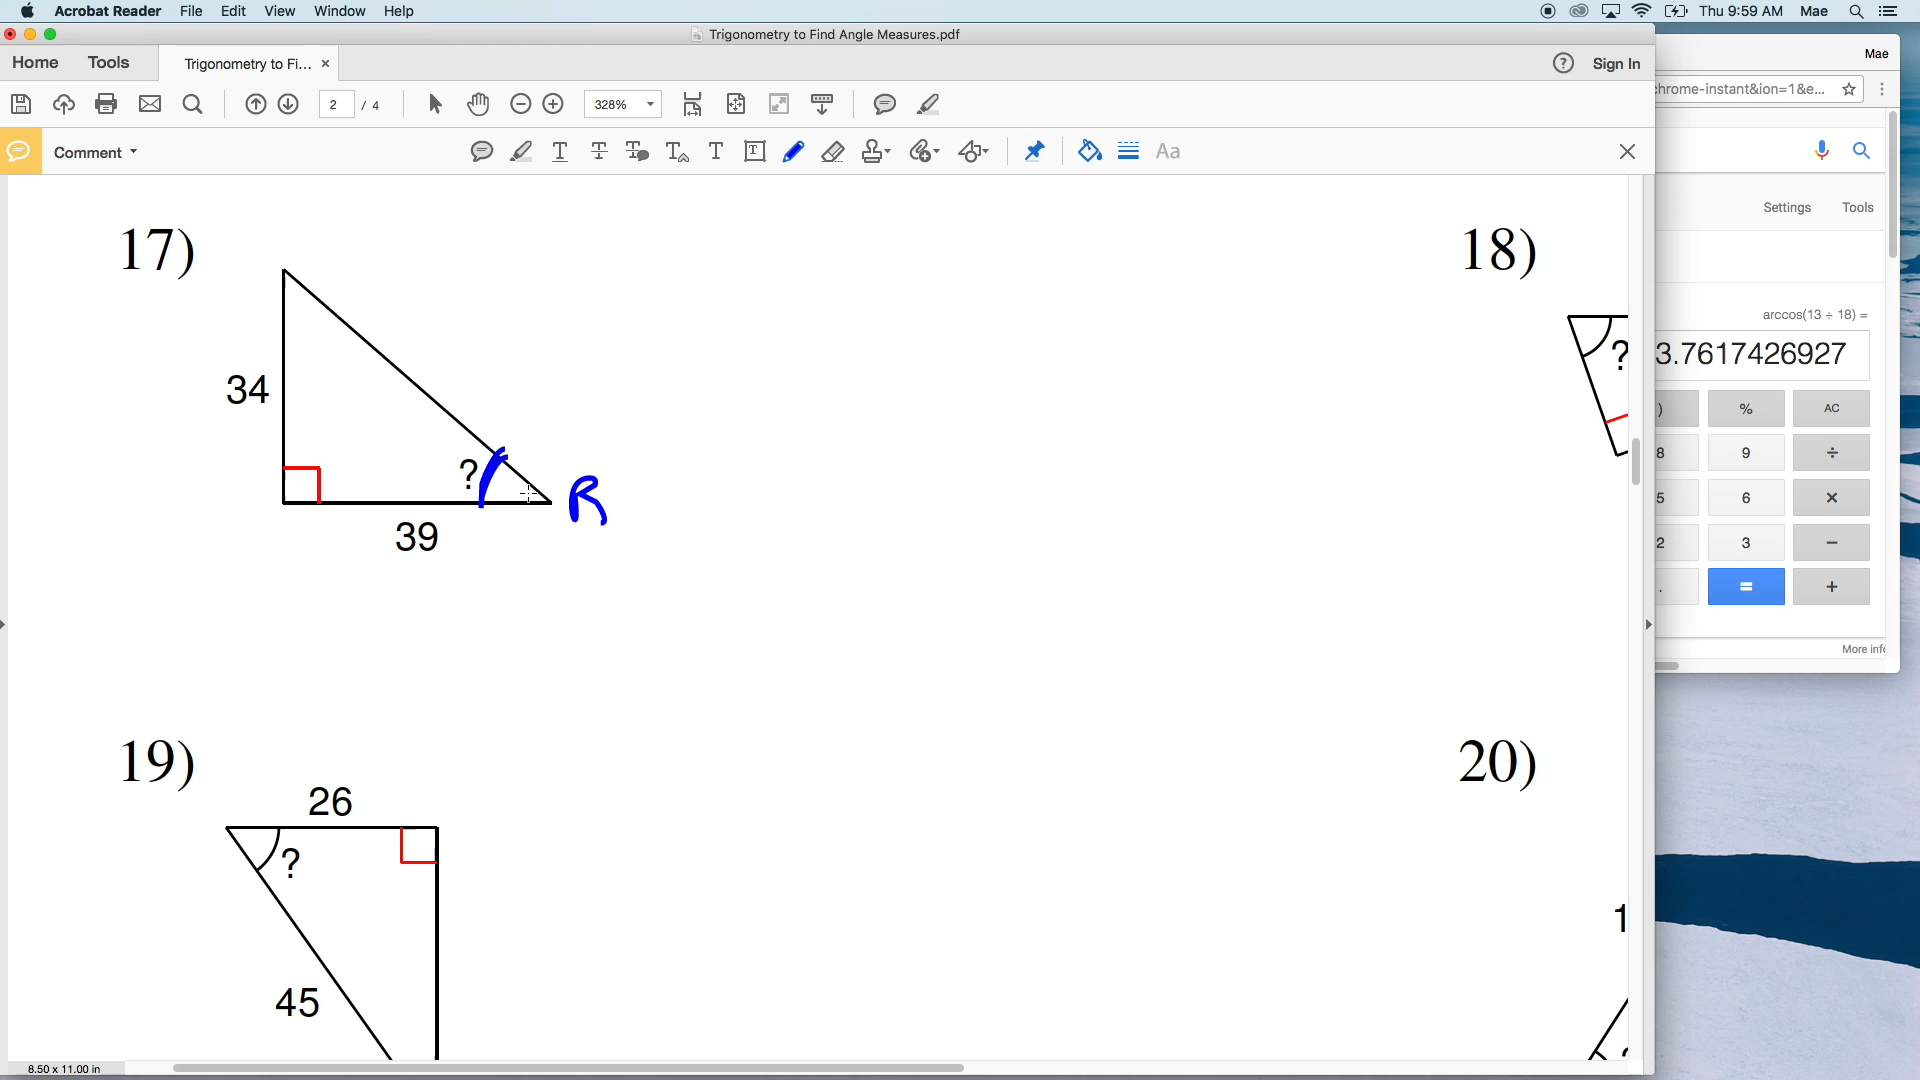 Acrobat Reader File Edit View Window Help Thu 9:59 AM Mae
Trigonometry to Find Angle Measures.pdf
Mae
Home Tools Trigonometry to Fi... × ? Sign In
chrome-instant&ion=1&e...
2 / 4 328%
Comment T T T T T T Aa
Settings Tools
17)
18)
arccos(13 ÷ 18) =
3.7617426927
?
34
) % AC
8 9 ÷
? R
5 6 ×
39
2 3 −
. = +
More info
19)
20)
26
?
1
45
8.50 x 11.00 in